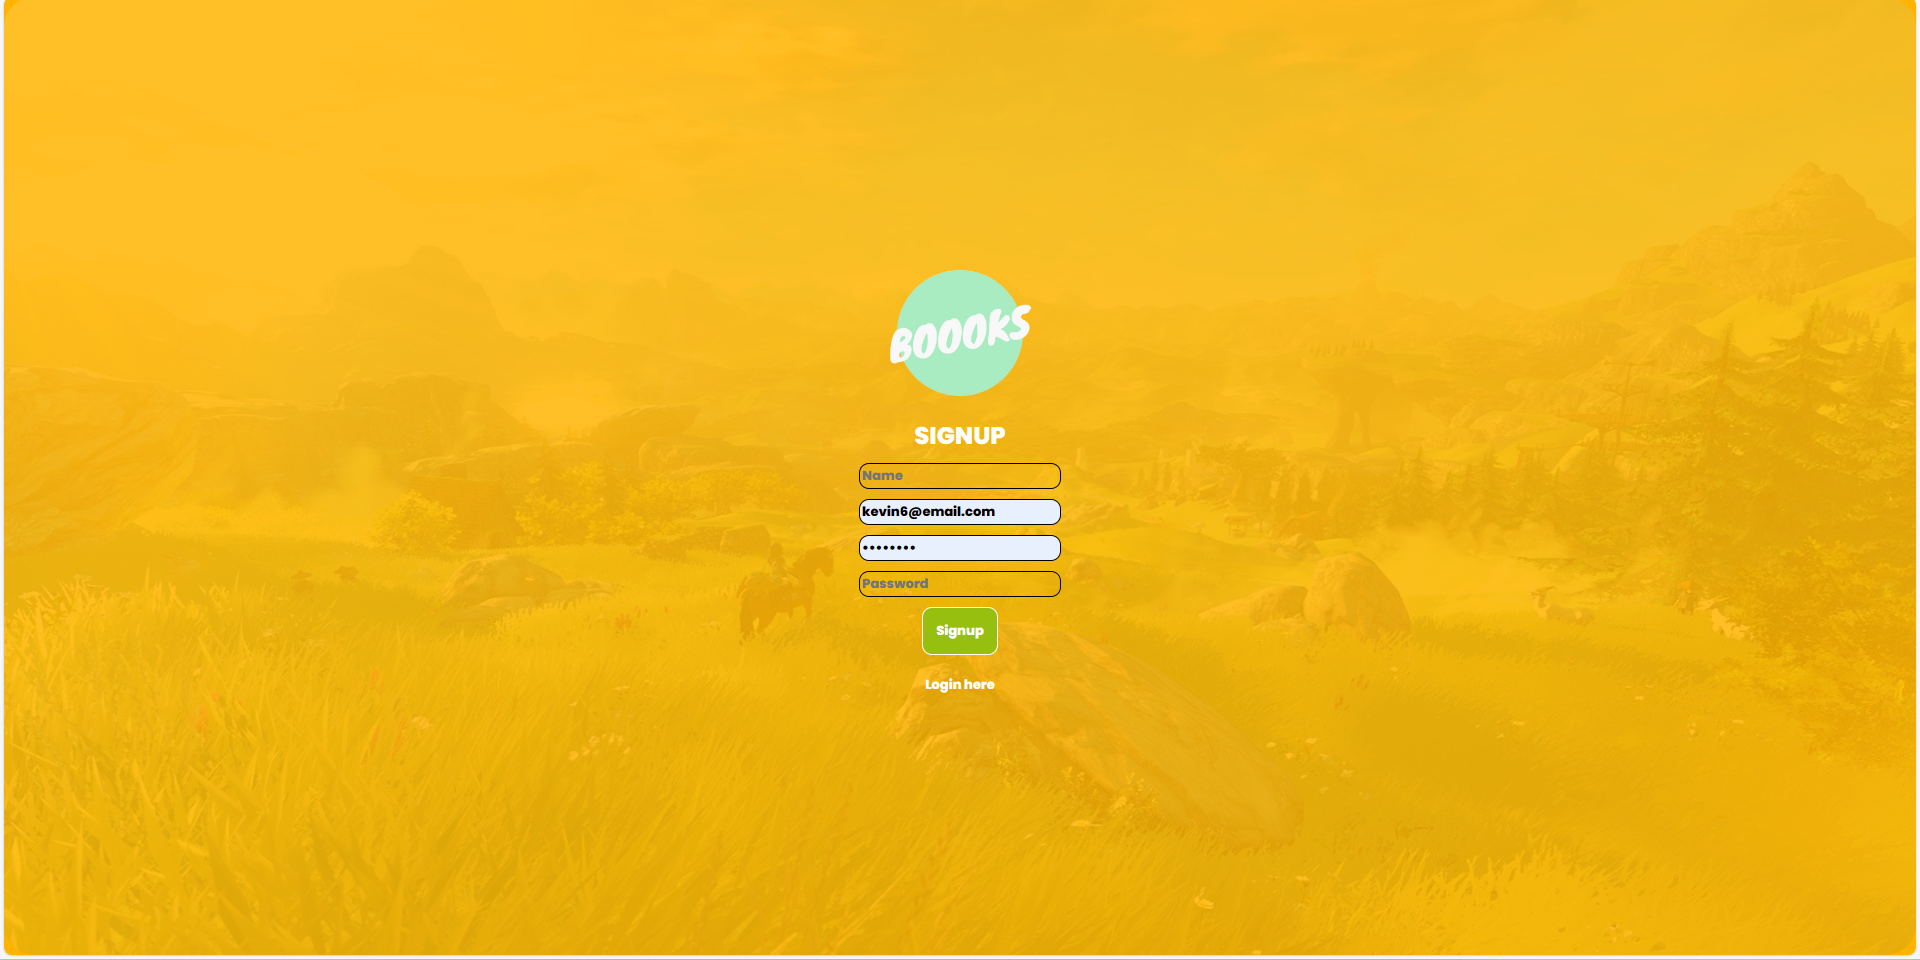 BOOOKS
SIGNUP
Name
kevin6@email.com
••••••••
Password
Signup
Login here